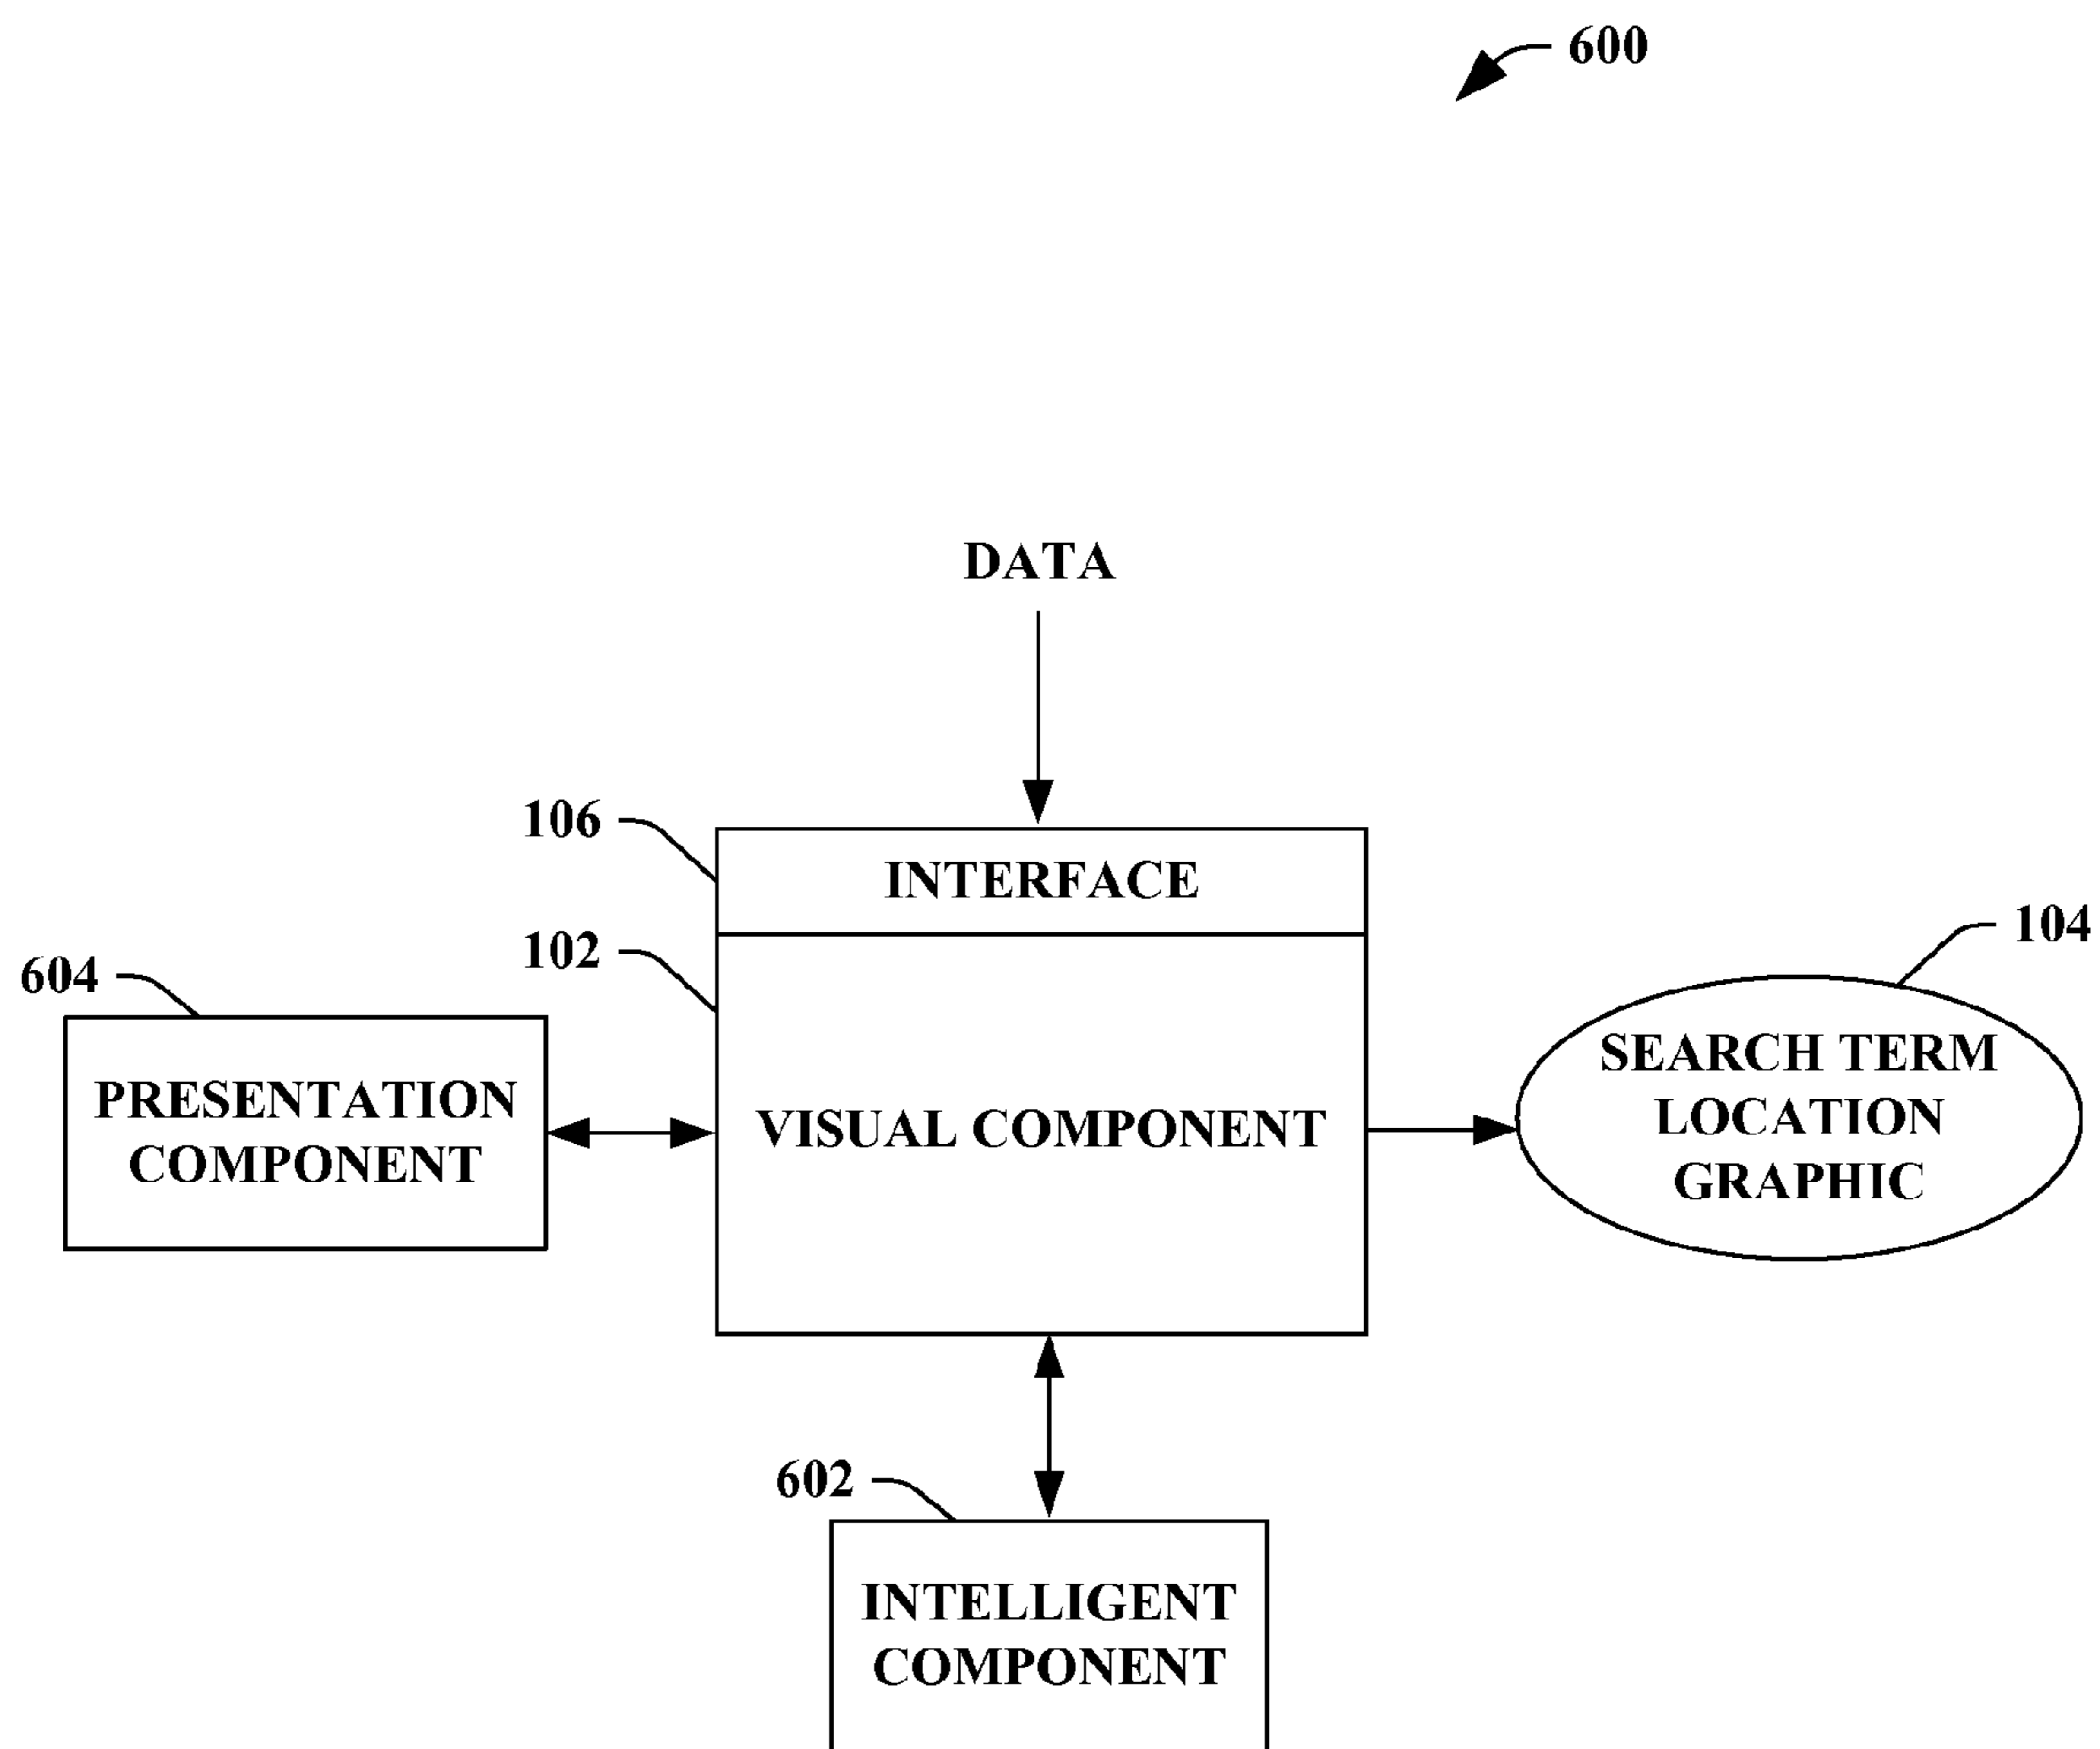 600
DATA
106
INTERFACE
102
104
604
SEARCH TERM
LOCATION
GRAPHIC
PRESENTATION
COMPONENT
VISUAL COMPONENT
602
INTELLIGENT
COMPONENT